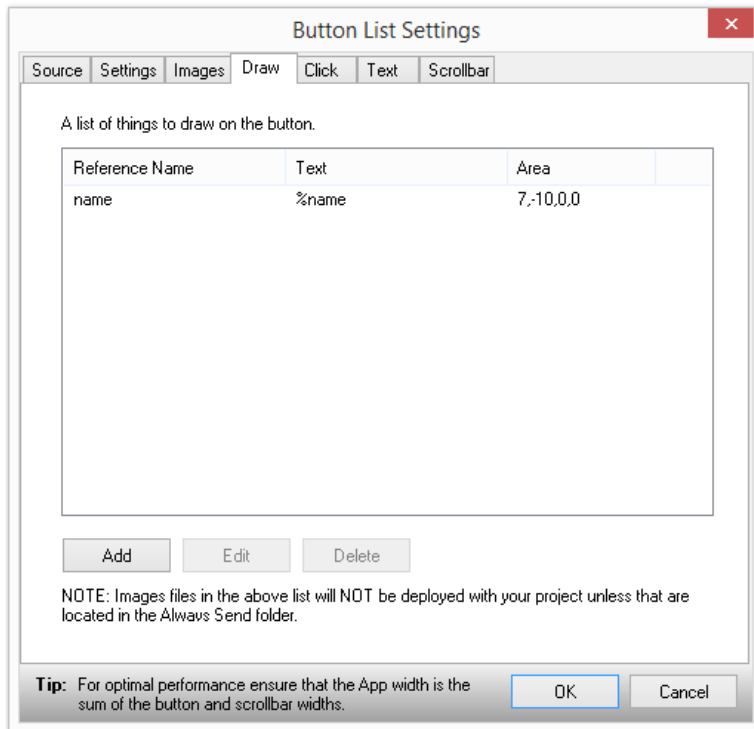 Button List Settings
Source Settings Images Draw Click Text Scrollbar
A list of things to draw on the button.
Reference Name Text Area
name %name 7,-10,0,0
Add Edit Delete
NOTE: Images files in the above list will NOT be deployed with your project unless that are
located in the Always Send folder.
Tip: For optimal performance ensure that the App width is the
sum of the button and scrollbar widths.
OK Cancel